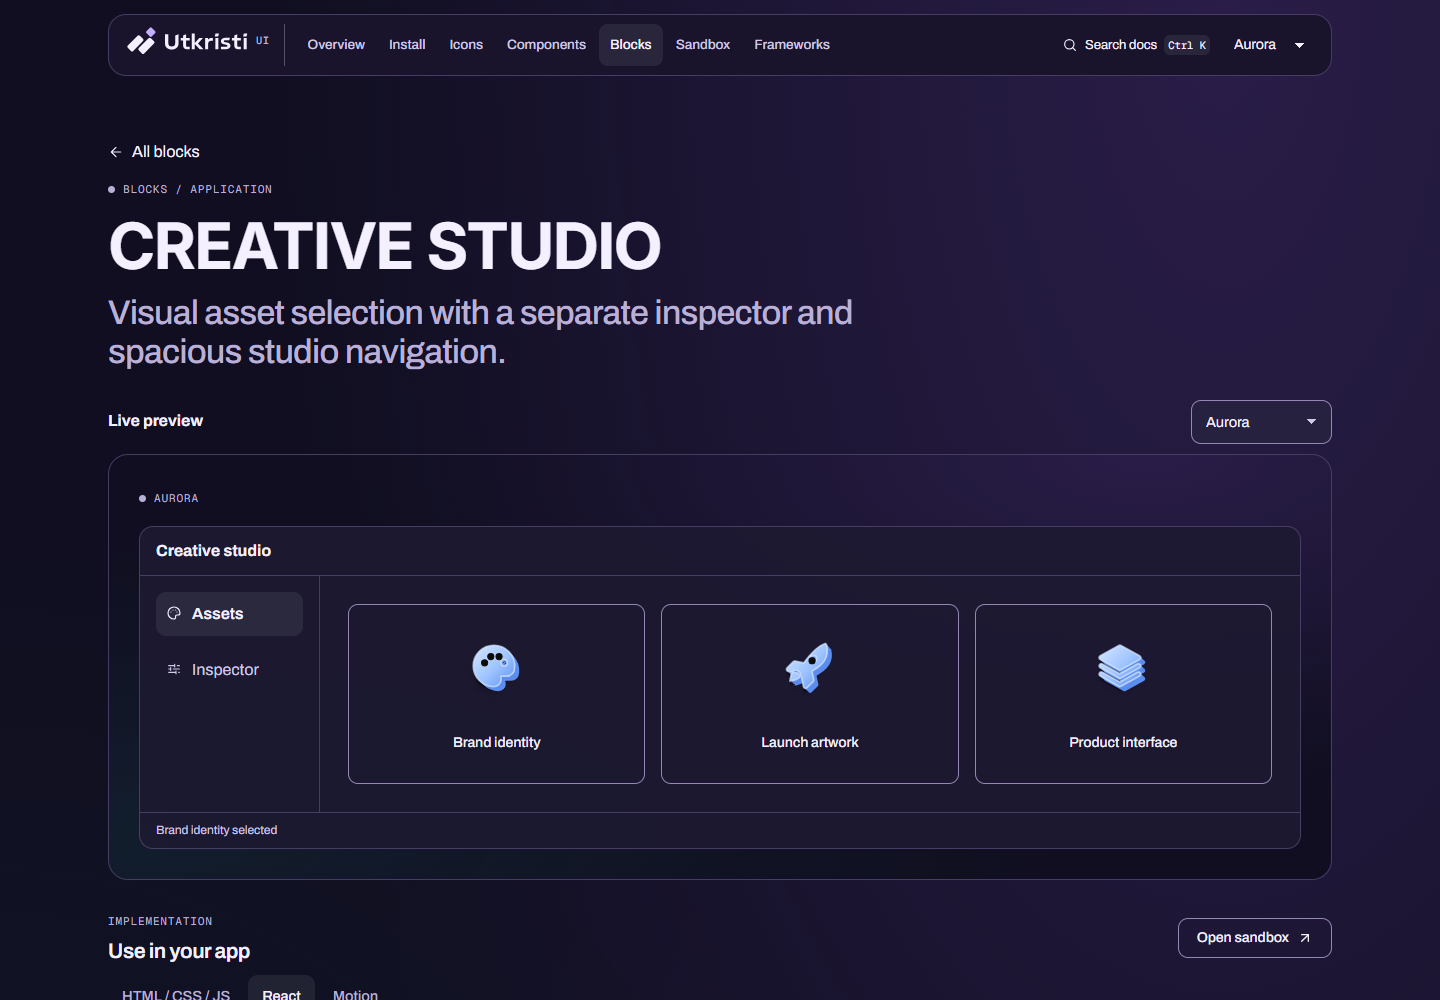 Utkristi UI
Overview
Install
Icons
Components
Blocks
Sandbox
Frameworks
Search docs
Ctrl K
Aurora
All blocks
BLOCKS / APPLICATION
CREATIVE STUDIO
Visual asset selection with a separate inspector and
spacious studio navigation.
Live preview
Aurora
AURORA
Creative studio
Assets
Inspector
Brand identity
Launch artwork
Product interface
Brand identity selected
IMPLEMENTATION
Use in your app
Open sandbox
HTML / CSS / JS
React
Motion